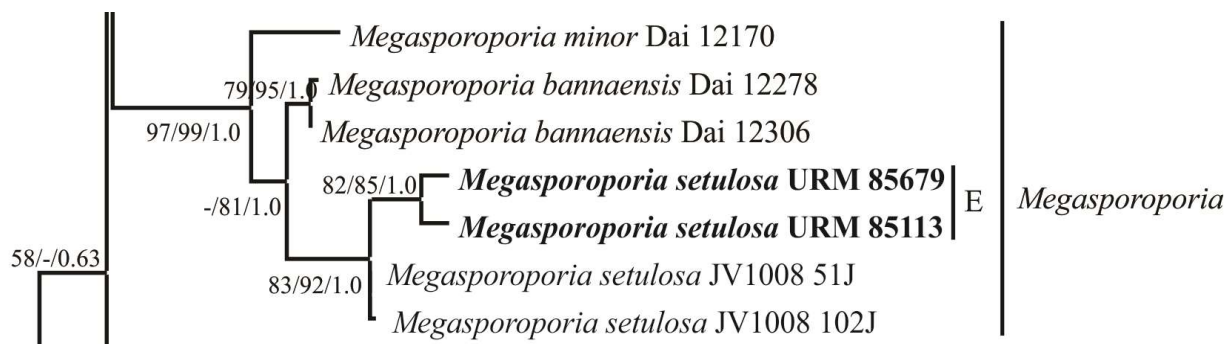 Megasporoporia minor Dai 12170
79/95/1.0
Megasporoporia bannaensis Dai 12278
97/99/1.0
Megasporoporia bannaensis Dai 12306
82/85/1.0
Megasporoporia setulosa URM 85679
E
Megasporoporia
-/81/1.0
Megasporoporia setulosa URM 85113
58/-/0.63
Megasporoporia setulosa JV1008 51J
83/92/1.0
Megasporoporia setulosa JV1008 102J